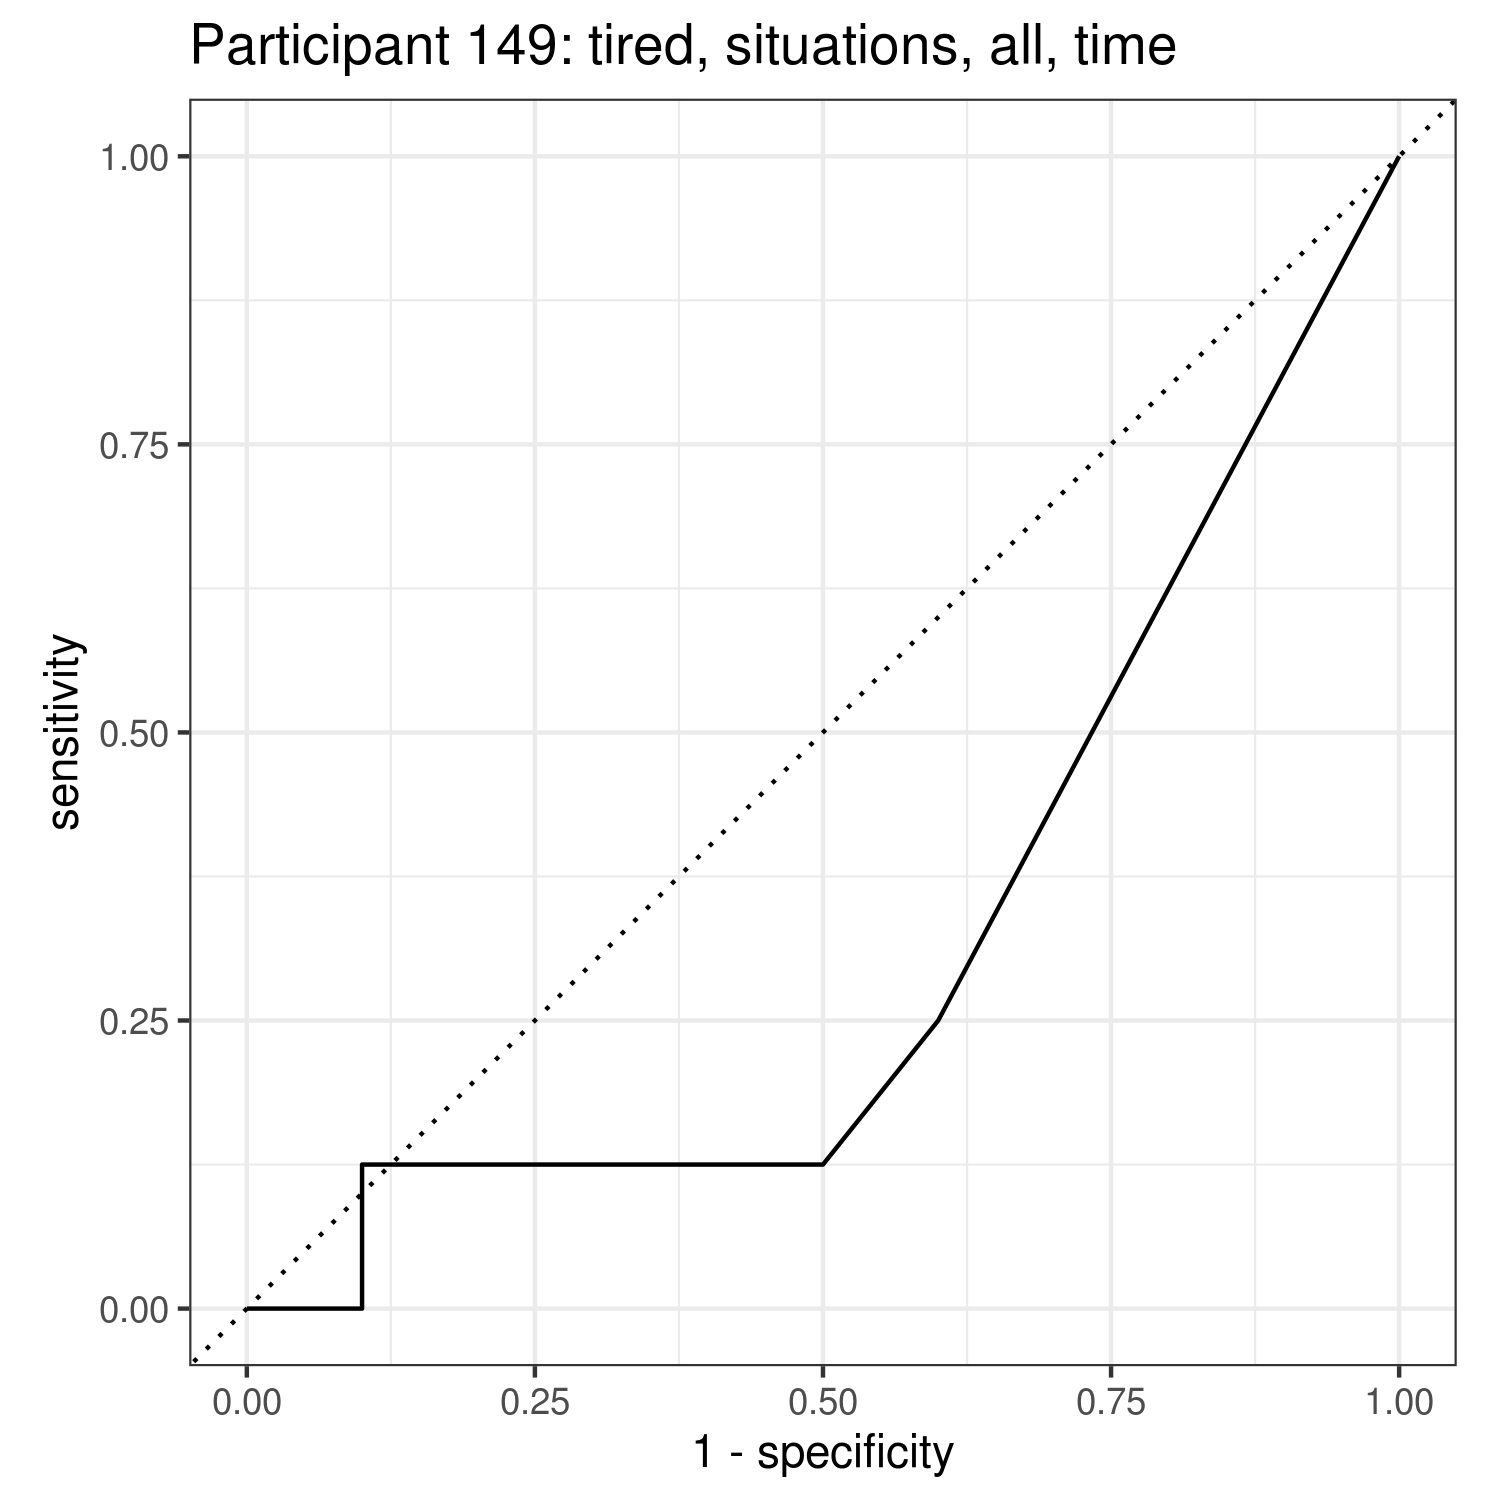 Participant 149: tired, situations, all, time
1.00
0.75
0.50
0.25
0.00
sensitivity
0.00 0.25 0.50 0.75 1.00
1 - specificity